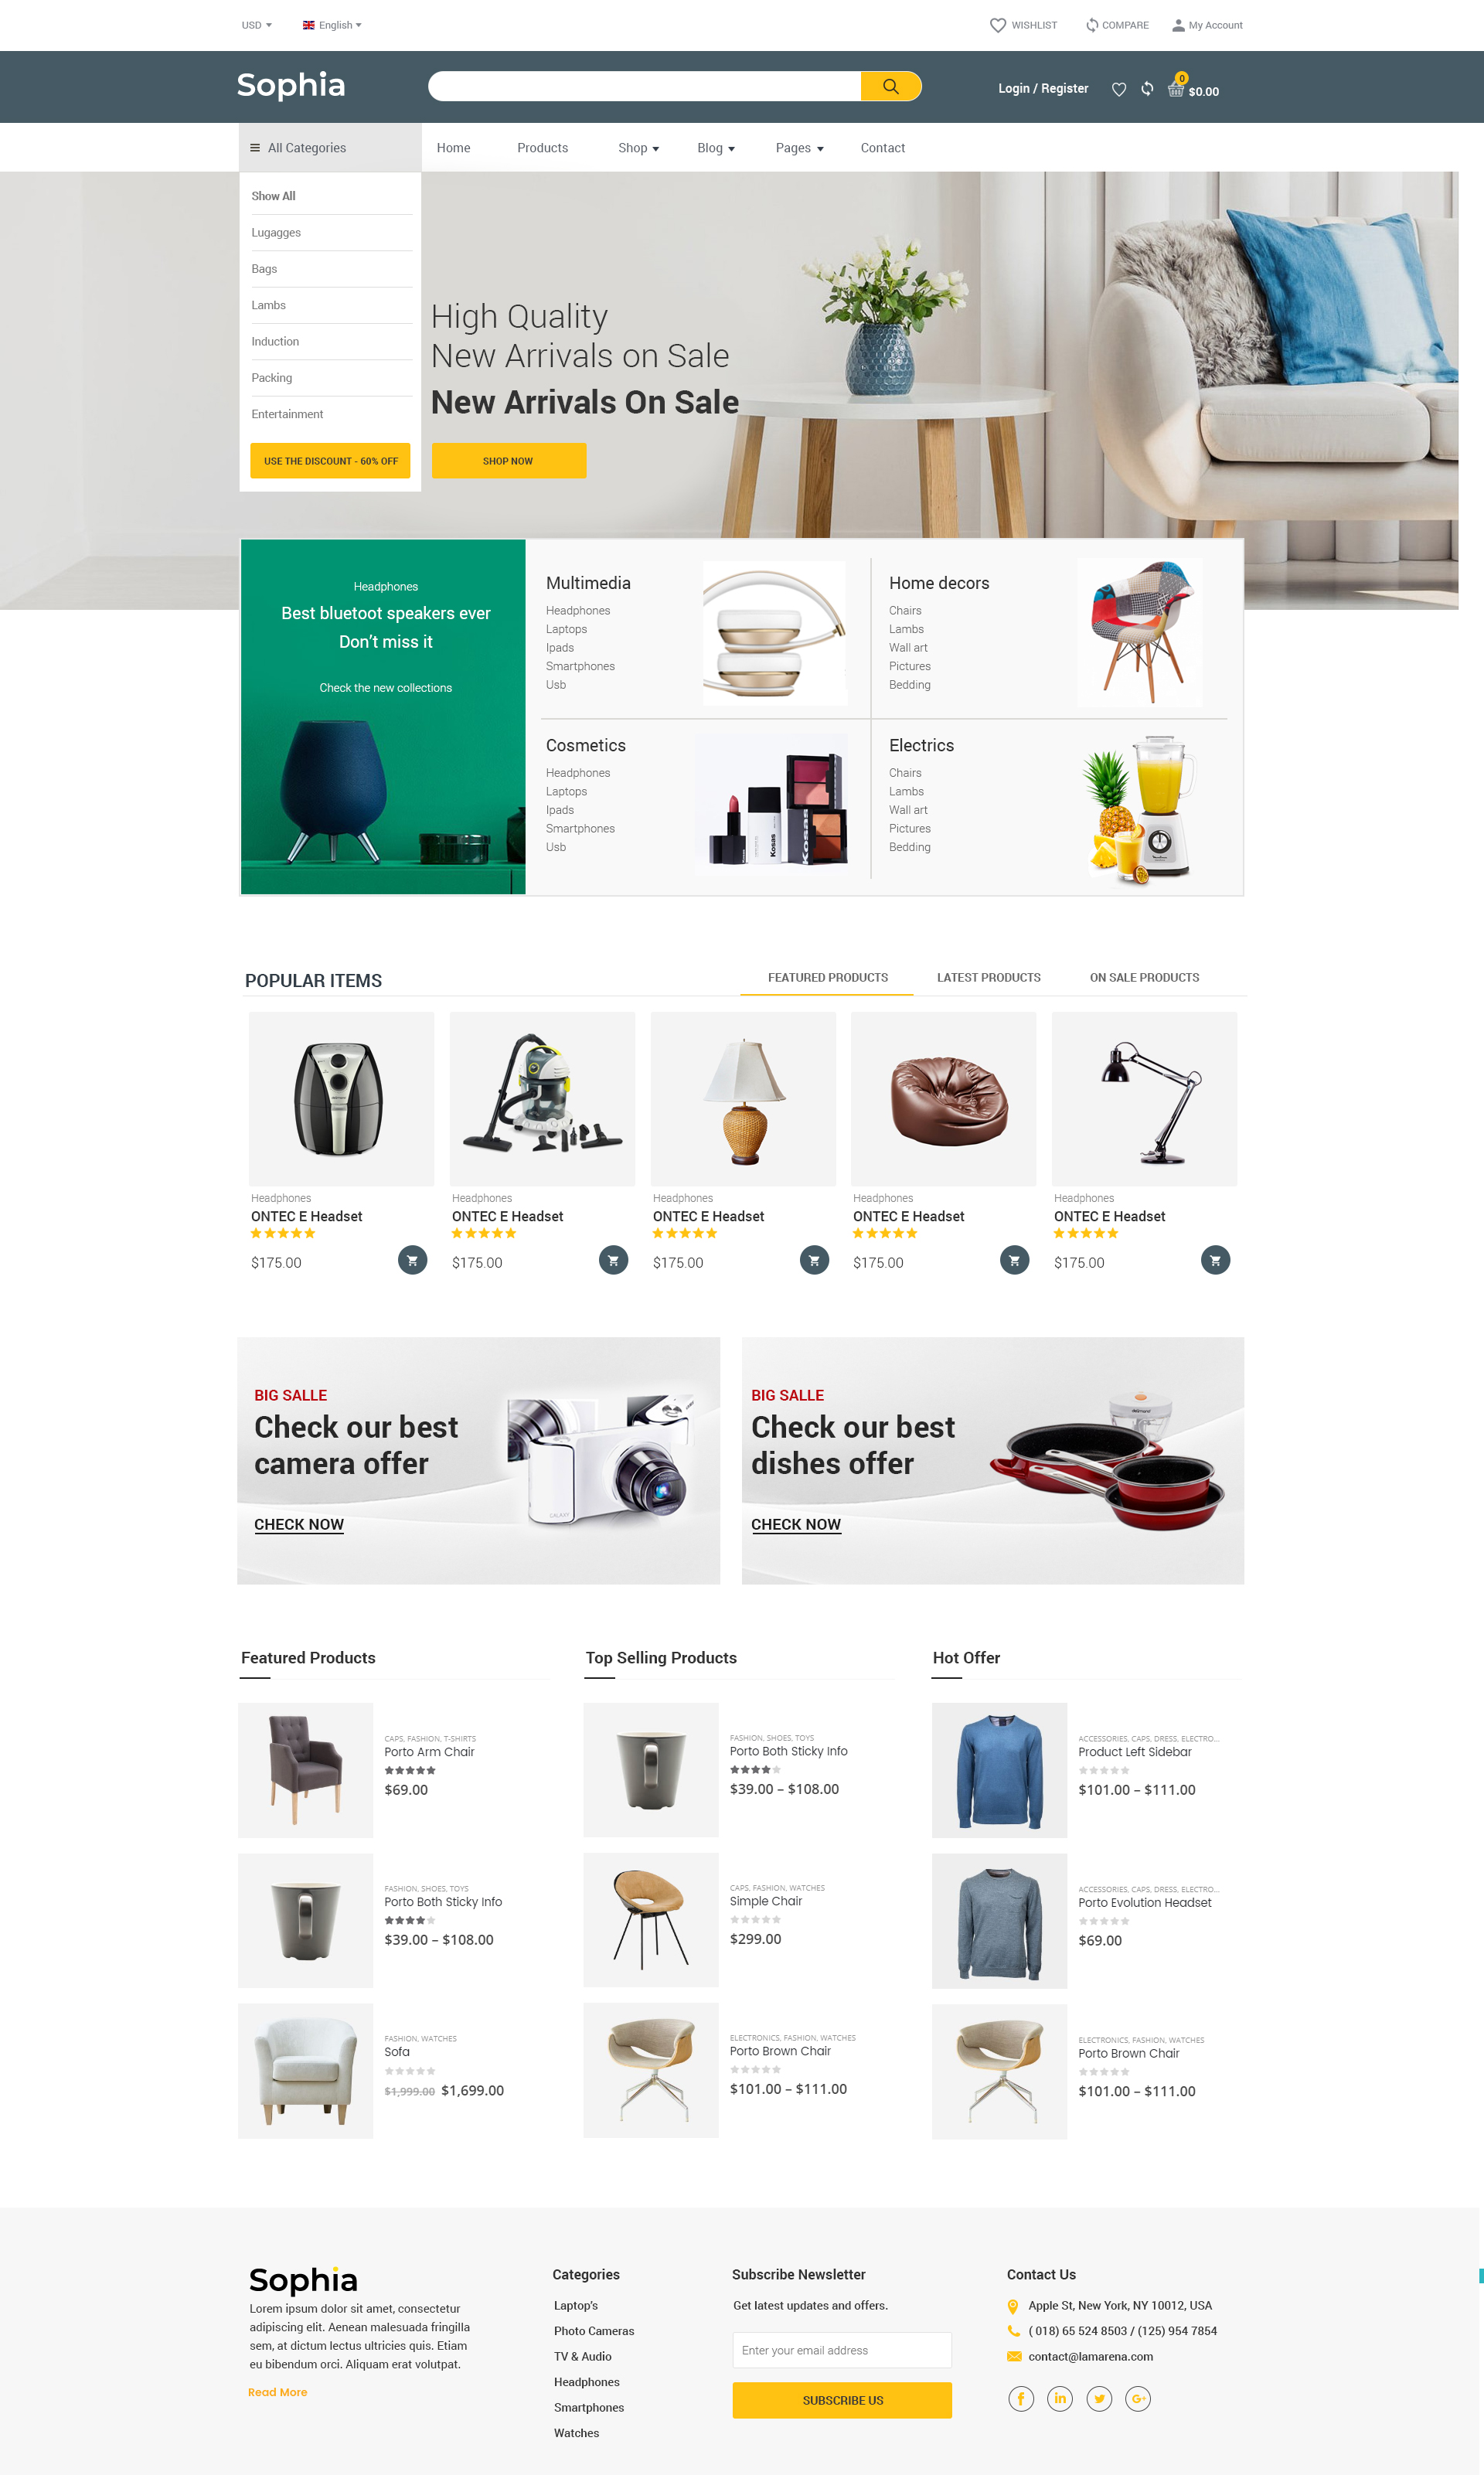 USD
English
WISHLIST
COMPARE
My Account
Sophia
Login / Register
0
$0.00
All Categories
Home
Products
Shop
Blog
Pages
Contact
Show All
Lugagges
Bags
Lambs
Induction
Packing
Entertainment
USE THE DISCOUNT - 60% OFF
High Quality
New Arrivals on Sale
New Arrivals On Sale
SHOP NOW
Headphones
Best bluetoot speakers ever
Don't miss it
Check the new collections
Multimedia
Headphones
Laptops
Ipads
Smartphones
Usb
Home decors
Chairs
Lambs
Wall art
Pictures
Bedding
Cosmetics
Headphones
Laptops
Ipads
Smartphones
Usb
Kosas
Electrics
Chairs
Lambs
Wall art
Pictures
Bedding
POPULAR ITEMS
FEATURED PRODUCTS
LATEST PRODUCTS
ON SALE PRODUCTS
Headphones
ONTEC E Headset
$175.00
Headphones
ONTEC E Headset
$175.00
Headphones
ONTEC E Headset
$175.00
Headphones
ONTEC E Headset
$175.00
Headphones
ONTEC E Headset
$175.00
BIG SALLE
Check our best
camera offer
CHECK NOW
GALAXY
BIG SALLE
Check our best
dishes offer
CHECK NOW
Featured Products
CAPS, FASHION, T-SHIRTS
Porto Arm Chair
$69.00
FASHION, SHOES, TOYS
Porto Both Sticky Info
$39.00 – $108.00
FASHION, WATCHES
Sofa
$1,999.00 $1,699.00
Top Selling Products
FASHION, SHOES, TOYS
Porto Both Sticky Info
$39.00 – $108.00
CAPS, FASHION, WATCHES
Simple Chair
$299.00
ELECTRONICS, FASHION, WATCHES
Porto Brown Chair
$101.00 – $111.00
Hot Offer
ACCESSORIES, CAPS, DRESS, ELECTRO...
Product Left Sidebar
$101.00 – $111.00
ACCESSORIES, CAPS, DRESS, ELECTRO...
Porto Evolution Headset
$69.00
ELECTRONICS, FASHION, WATCHES
Porto Brown Chair
$101.00 – $111.00
Sophia
Lorem ipsum dolor sit amet, consectetur
adipiscing elit. Aenean malesuada fringilla
sem, at dictum lectus ultricies quis. Etiam
eu bibendum orci. Aliquam erat volutpat.
Read More
Categories
Laptop's
Photo Cameras
TV & Audio
Headphones
Smartphones
Watches
Subscribe Newsletter
Get latest updates and offers.
Enter your email address
SUBSCRIBE US
Contact Us
Apple St, New York, NY 10012, USA
( 018) 65 524 8503 / (125) 954 7854
contact@lamarena.com